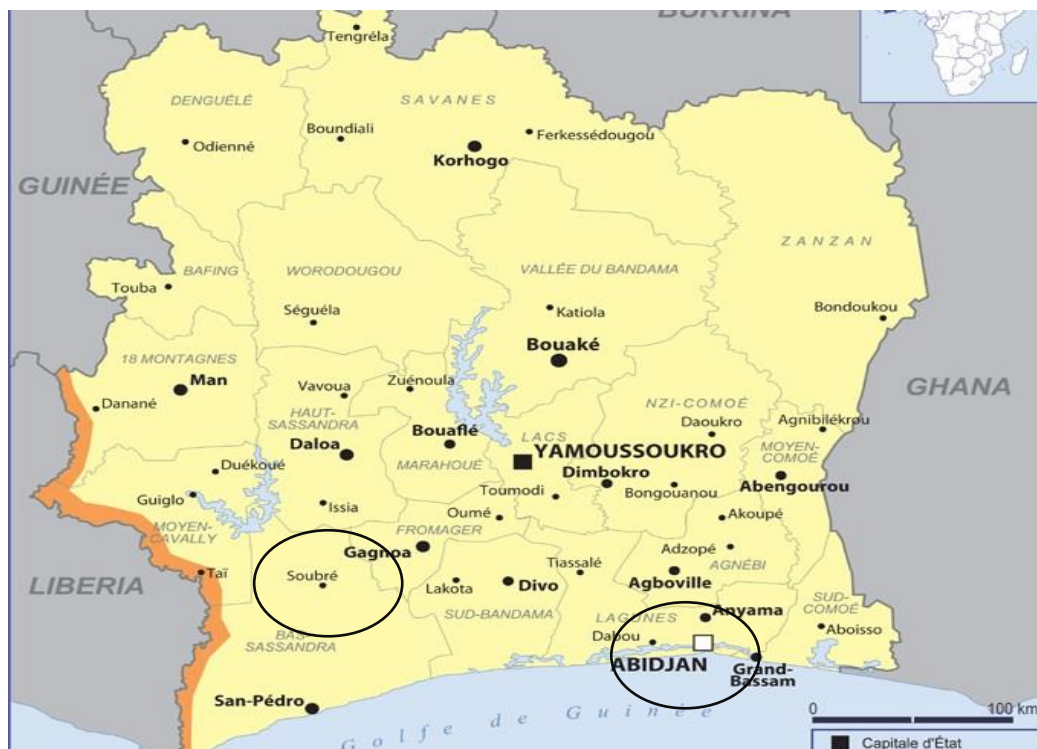 BURKINA
Tengréla
DENGUÉLÉ
SAVANES
Boundiali
Ferkessédougou
Odienné
Korhogo
GUINÉE
ZANZAN
BAFING
WORODOUGOU
VALLÉE DU BANDAMA
Touba
Séguéla
Katiola
Bondoukou
Bouaké
18 MONTAGNES
Man
Vavoua
Zuénoula
GHANA
Danané
HAUT-
SASSANDRA
NZI-COMOÉ
Daoukro
Agnibilékrou
Bouaflé
LACS
YAMOUSSOUKRO
MOYEN-
COMOÉ
Daloa
MARAHOUÉ
Duékoué
Dimbokro
Abengourou
Guiglo
Toumodi
Bongouanou
Issia
Oumé
Akoupé
MOYEN-
CAVALLY
FROMAGER
Gagnoa
Adzopé
AGNÉBI
LIBERIA
Taï
Soubré
Lakota
Divo
Tiassalé
Agboville
SUD-BANDAMA
LAGUNES
Anyama
SUD-
COMOÉ
BAS-
SASSANDRA
Dabou
Aboisso
ABIDJAN
Grand-
Bassam
San-Pédro
Golfe de Guinée
0 100 km
Capitale d'État